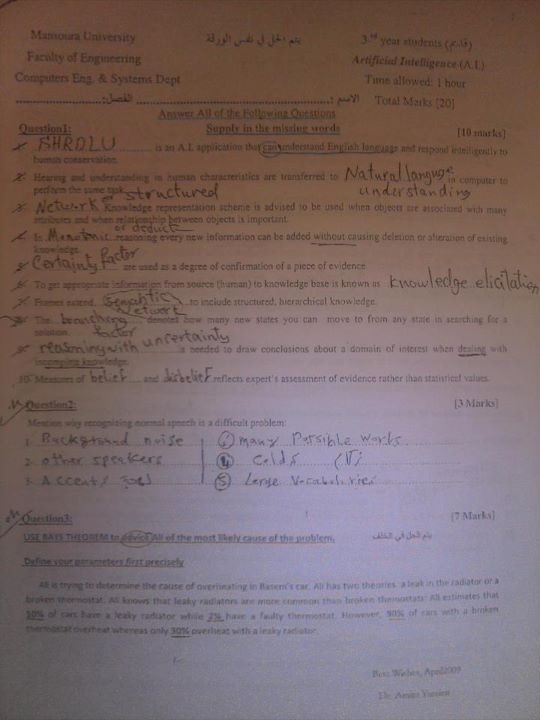 Mansoura University
يتم الحل في نفس الورقة
3.rd year students (قديم)
Faculty of Engineering
Artificial Intelligence (A.I.)
Computers Eng. & Systems Dept
Time allowed: 1 hour
الاسم: ........ الفصل: ........
Total Marks [20]
Answer All of the Following Questions
Question1: Supply in the missing words [10 marks]
1. SHRDLU is an A.I. application that can understand English language and respond intelligently to
human conservation.
2. Hearing and understanding in human characteristics are transferred to Natural language understanding in computer to
perform the same task
3. structured Network Knowledge representation scheme is advised to be used when objects are associated with many
attributes and when relationship between objects is important.
4. In Monotonic or deduct reasoning every new information can be added without causing deletion or alteration of existing
knowledge.
5. Certainty Factor are used as a degree of confirmation of a piece of evidence
6. To get appropriate information from source (human) to knowledge base is known as knowledge elicitation
7. Frames extend semantic Network to include structured, hierarchical knowledge.
8. The branching factor denotes how many new states you can move to from any state in searching for a
solution
9. reasoning with uncertainty is needed to draw conclusions about a domain of interest when dealing with
incomplete knowledge.
10. Measures of belief and disbelief reflects expert's assessment of evidence rather than statistical values.
Question2: [3 Marks]
Mention why recognizing normal speech is a difficult problem:
1. Background noise (3) many Possible works
2. other speakers (4) Colds
3. Accents (5) large Vocabularies
Question3: [7 Marks]
USE BAYS THEOREM to advice Ali of the most likely cause of the problem.
يتم الحل في الخلف
Define your parameters first precisely
Ali is trying to determine the cause of overheating in Basem's car. Ali has two theories, a leak in the radiator or a
broken thermostat. Ali knows that leaky radiators are more common than broken thermostats: Ali estimates that
10% of cars have a leaky radiator while 2% have a faulty thermostat. However, 90% of cars with a broken
thermostat overheat whereas only 30% overheat with a leaky radiator.
Best Wishes, April2009
Dr. Amira Yassien